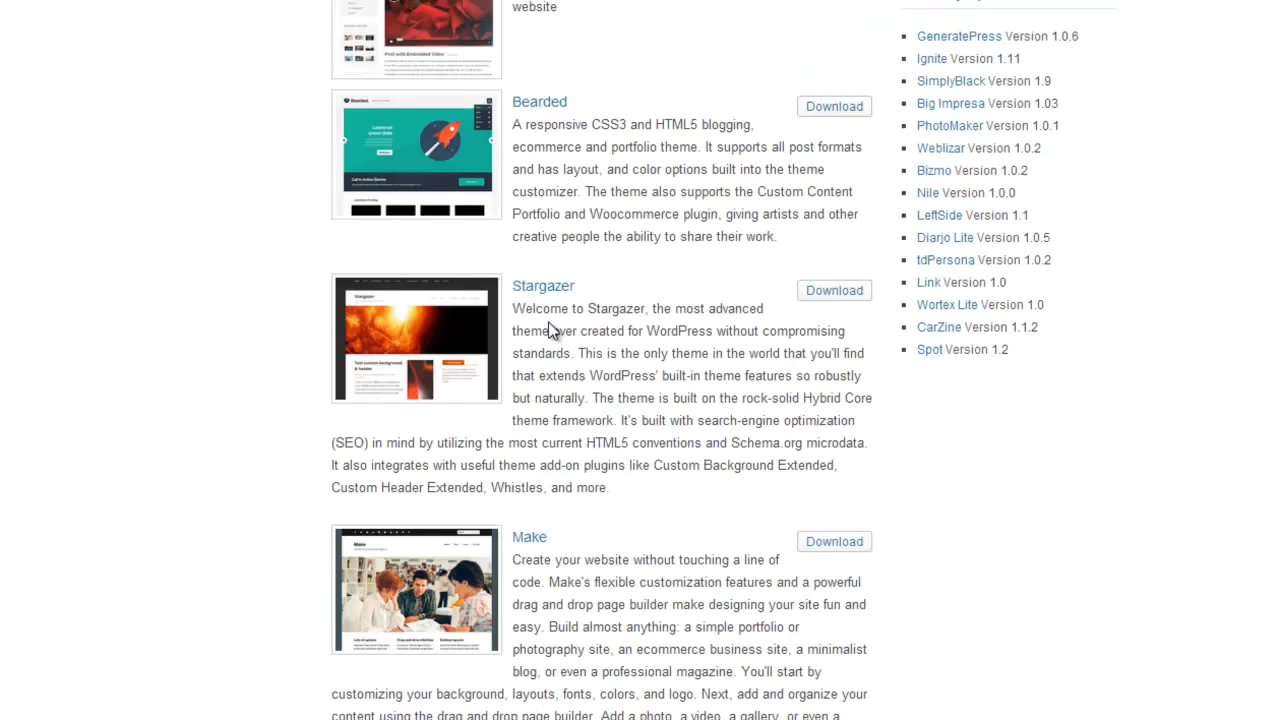 website
Bearded
Download
A responsive CSS3 and HTML5 blogging,
ecommerce and portfolio theme. It supports all post formats
and has layout, and color options built into the theme
customizer. The theme also supports the Custom Content
Portfolio and Woocommerce plugin, giving artists and other
creative people the ability to share their work.
Stargazer
Download
Welcome to Stargazer, the most advanced
theme ever created for WordPress without compromising
standards. This is the only theme in the world that you'll find
that extends WordPress' built-in theme features so robustly
but naturally. The theme is built on the rock-solid Hybrid Core
theme framework. It's built with search-engine optimization
(SEO) in mind by utilizing the most current HTML5 conventions and Schema.org microdata.
It also integrates with useful theme add-on plugins like Custom Background Extended,
Custom Header Extended, Whistles, and more.
Make
Download
Create your website without touching a line of
code. Make's flexible customization features and a powerful
drag and drop page builder make designing your site fun and
easy. Build almost anything: a simple portfolio or
photography site, an ecommerce business site, a minimalist
blog, or even a professional magazine. You'll start by
customizing your background, layouts, fonts, colors, and logo. Next, add and organize your
content using the drag and drop page builder. Add a photo, a video, a gallery, or even a
GeneratePress Version 1.0.6
Ignite Version 1.11
SimplyBlack Version 1.9
Big Impresa Version 1.03
PhotoMaker Version 1.0.1
Weblizar Version 1.0.2
Bizmo Version 1.0.2
Nile Version 1.0.0
LeftSide Version 1.1
Diarjo Lite Version 1.0.5
tdPersona Version 1.0.2
Link Version 1.0
Wortex Lite Version 1.0
CarZine Version 1.1.2
Spot Version 1.2